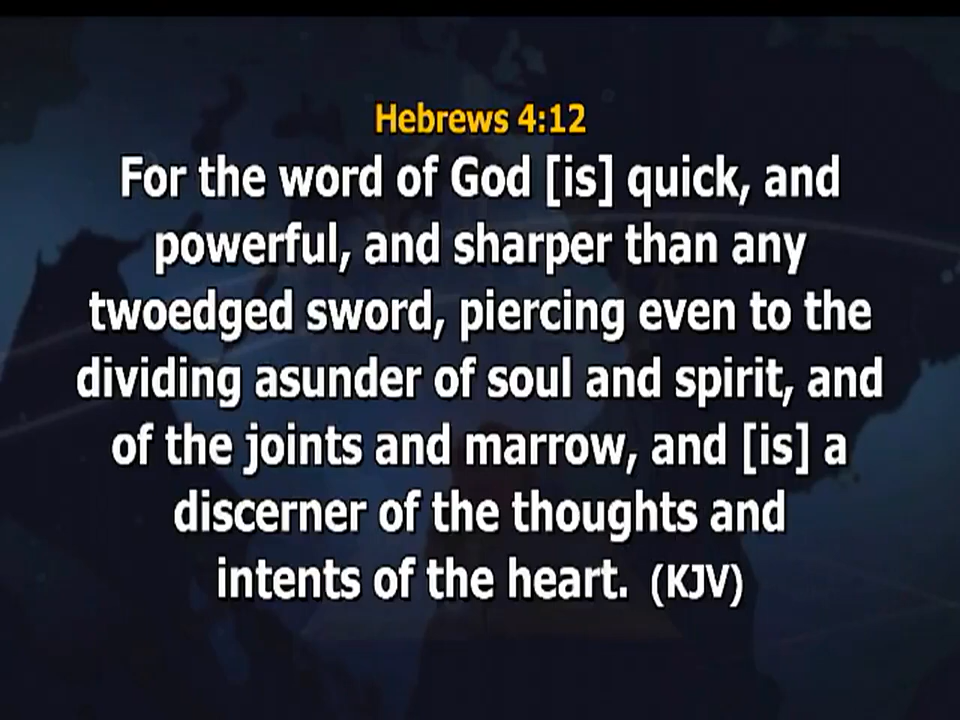 Hebrews 4:12
For the word of God [is] quick, and
powerful, and sharper than any
twoedged sword, piercing even to the
dividing asunder of soul and spirit, and
of the joints and marrow, and [is] a
discerner of the thoughts and
intents of the heart. (KJV)